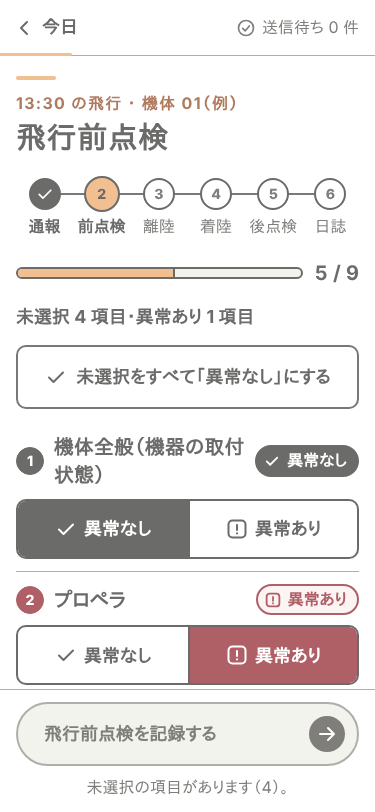 今日
送信待ち 0 件
13:30 の飛行・機体 01(例)
飛行前点検
2 3 4 5 6
通報 前点検 離陸 着陸 後点検 日誌
5 / 9
未選択 4 項目・異常あり 1 項目
未選択をすべて「異常なし」にする
1 機体全般(機器の取付
状態)
異常なし
異常なし 異常あり
2 プロペラ 異常あり
異常なし 異常あり
飛行前点検を記録する
未選択の項目があります(4)。